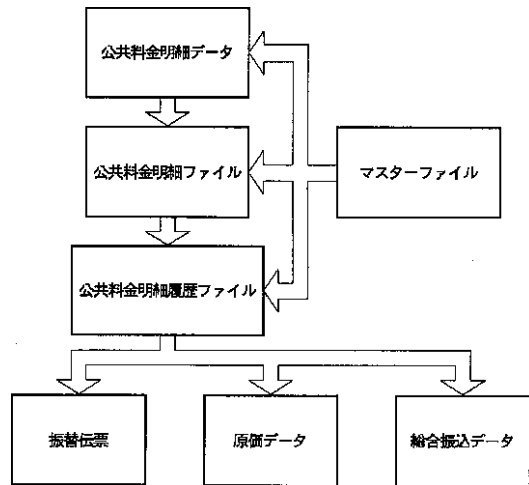 公共料金明細データ
公共料金明細ファイル
マスターファイル
公共料金明細履歴ファイル
振替伝票
原価データ
総合振込データ